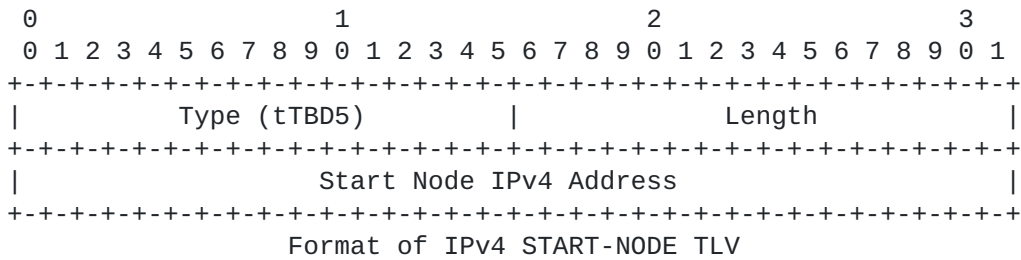 0                   1                   2                   3
 0 1 2 3 4 5 6 7 8 9 0 1 2 3 4 5 6 7 8 9 0 1 2 3 4 5 6 7 8 9 0 1
+-+-+-+-+-+-+-+-+-+-+-+-+-+-+-+-+-+-+-+-+-+-+-+-+-+-+-+-+-+-+-+-+
|          Type (tTBD5)         |             Length            |
+-+-+-+-+-+-+-+-+-+-+-+-+-+-+-+-+-+-+-+-+-+-+-+-+-+-+-+-+-+-+-+-+
|                   Start Node IPv4 Address                     |
+-+-+-+-+-+-+-+-+-+-+-+-+-+-+-+-+-+-+-+-+-+-+-+-+-+-+-+-+-+-+-+-+
                  Format of IPv4 START-NODE TLV